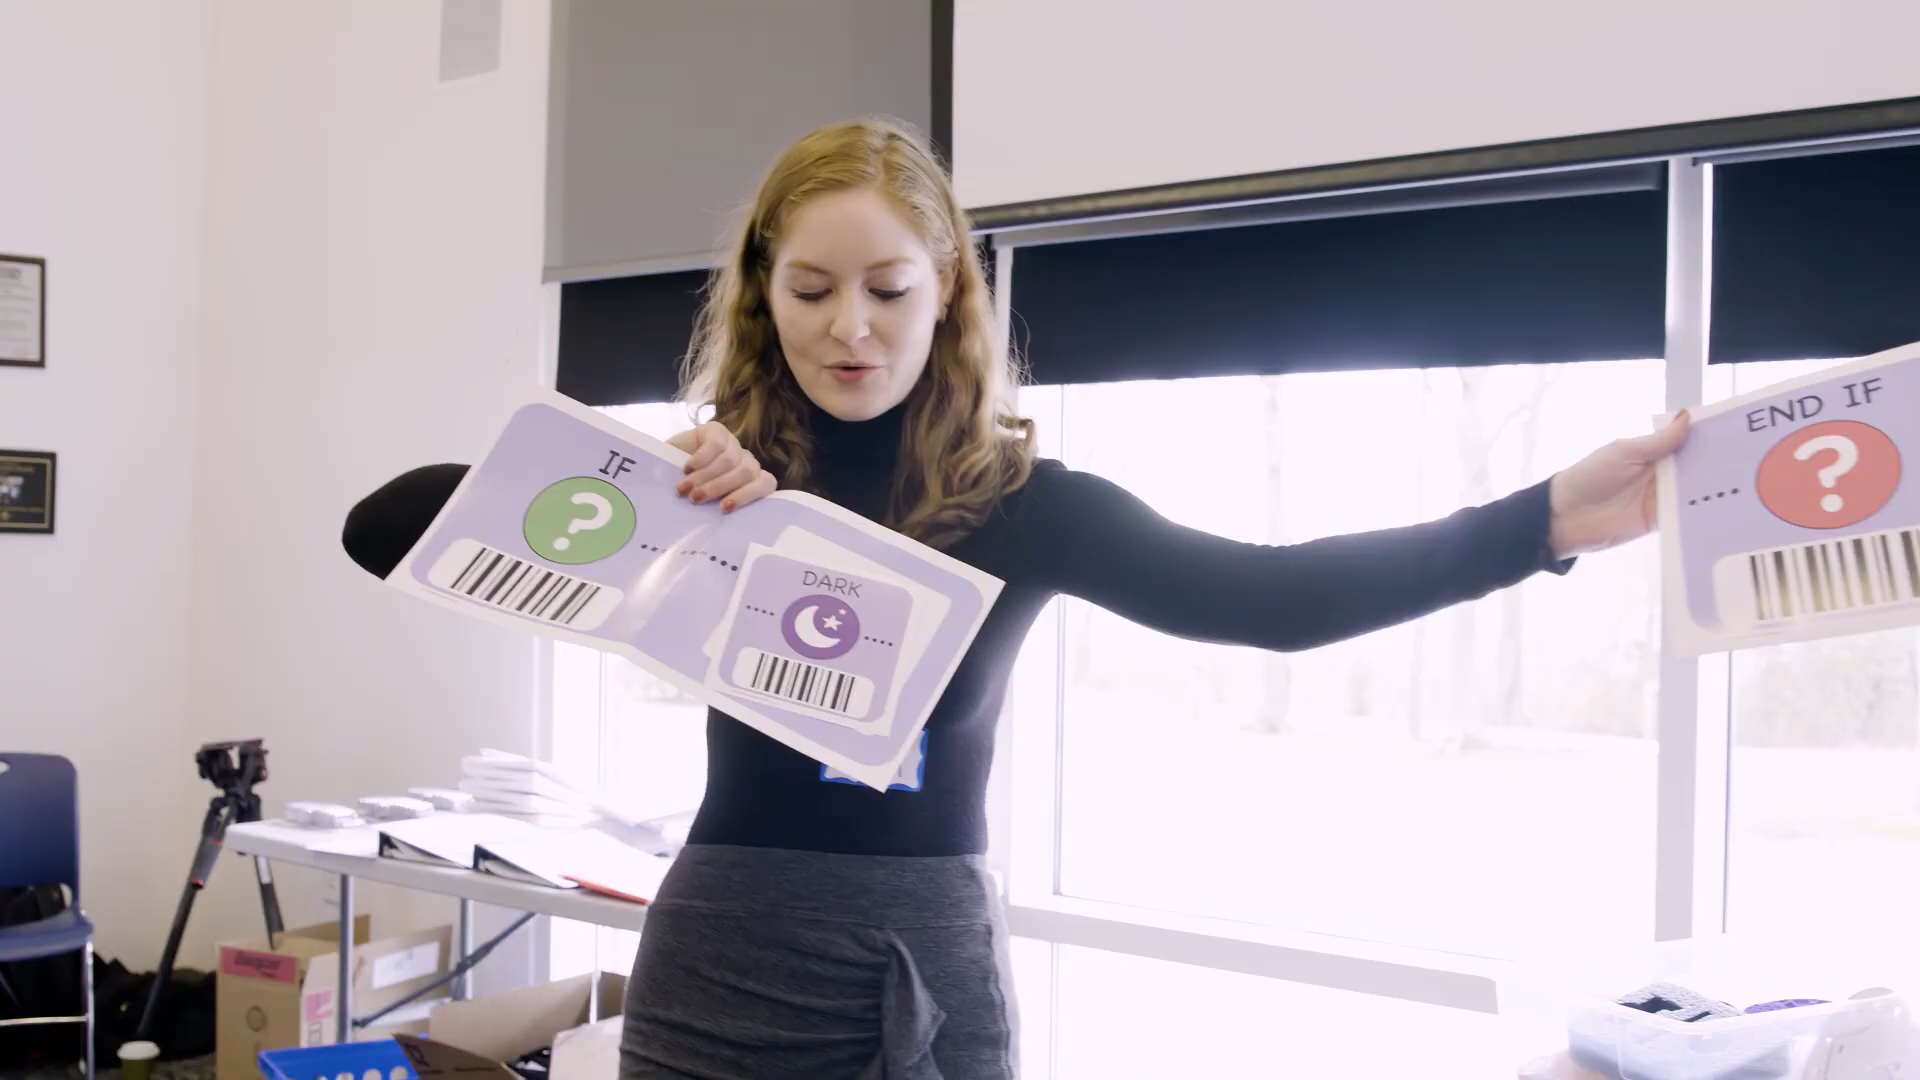 IF
?
DARK
END IF
?